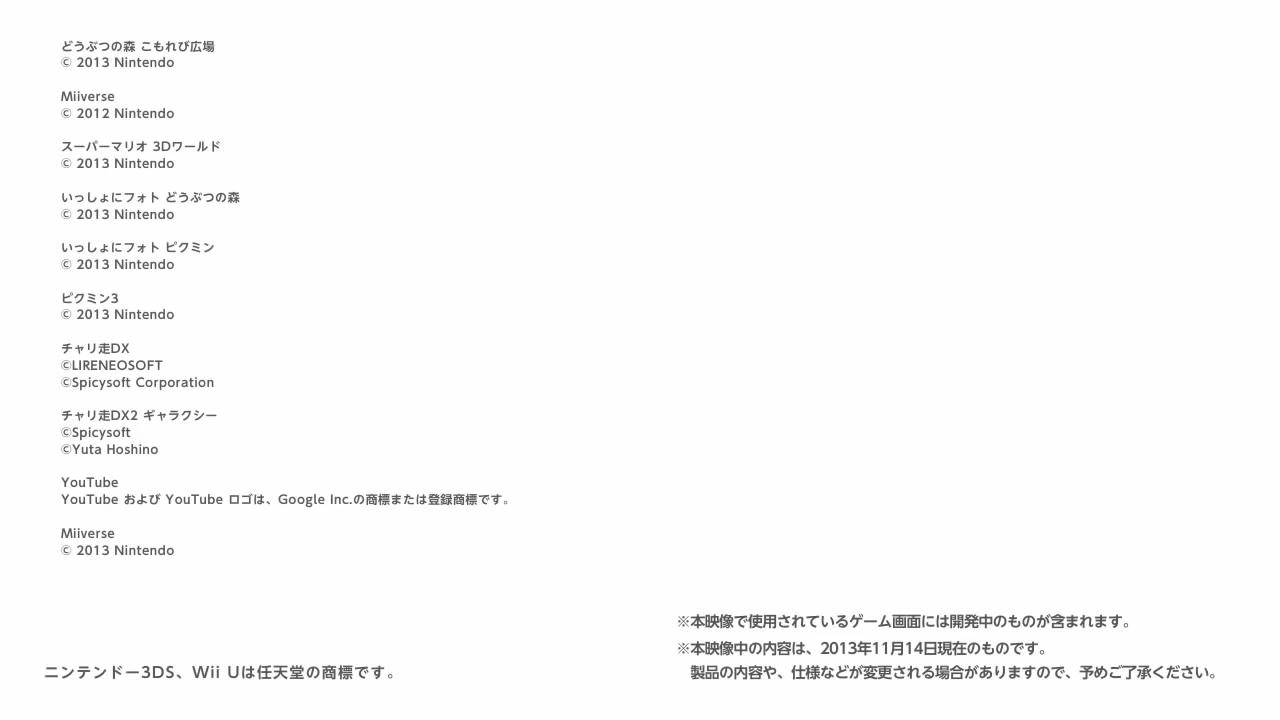 どうぶつの森 こもれび広場
© 2013 Nintendo
Miiverse
© 2012 Nintendo
スーパーマリオ 3Dワールド
© 2013 Nintendo
いっしょにフォト どうぶつの森
© 2013 Nintendo
いっしょにフォト ピクミン
© 2013 Nintendo
ピクミン3
© 2013 Nintendo
チャリ走DX
©LIRENEOSOFT
©Spicysoft Corporation
チャリ走DX2 ギャラクシー
©Spicysoft
©Yuta Hoshino
YouTube
YouTube および YouTube ロゴは、Google Inc.の商標または登録商標です。
Miiverse
© 2013 Nintendo
ニンテンドー3DS、Wii Uは任天堂の商標です。
※本映像で使用されているゲーム画面には開発中のものが含まれます。
※本映像中の内容は、2013年11月14日現在のものです。
製品の内容や、仕様などが変更される場合がありますので、予めご了承ください。